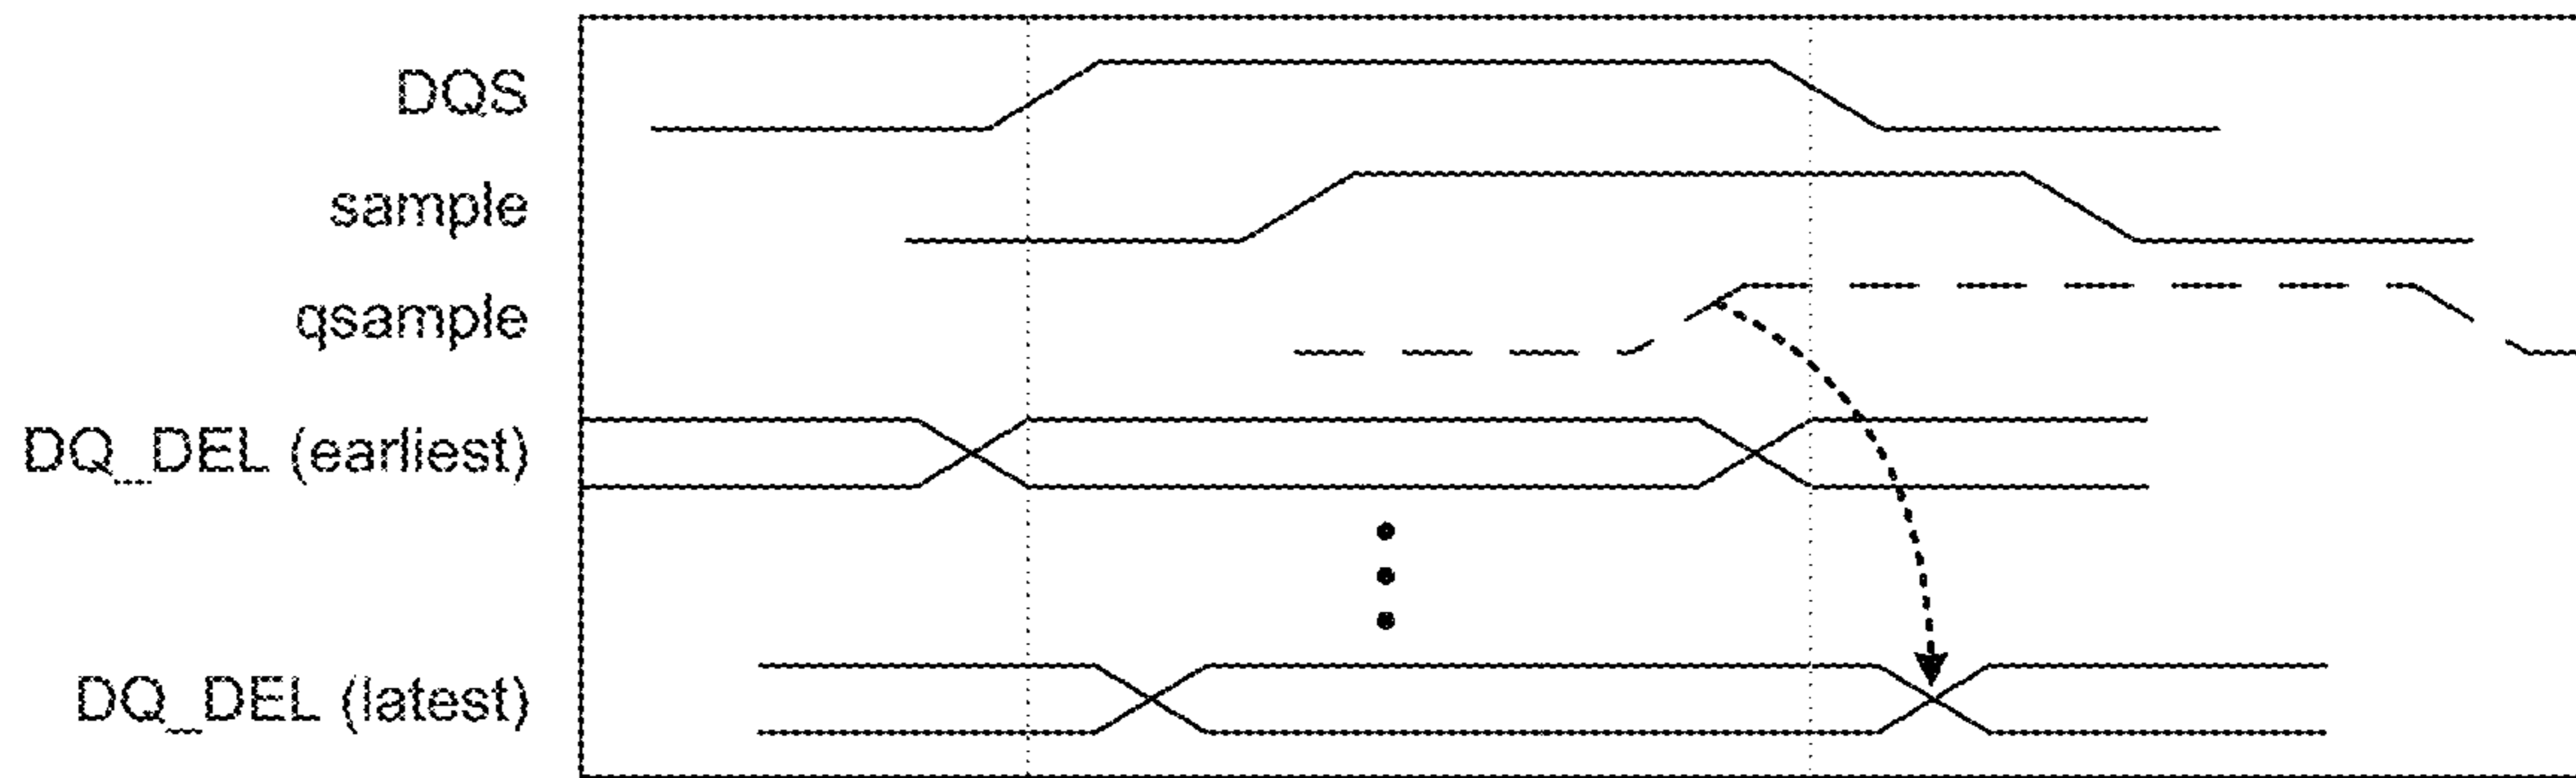 DQS
sample
qsample
DQ_DEL (earliest)
DQ_DEL (latest)